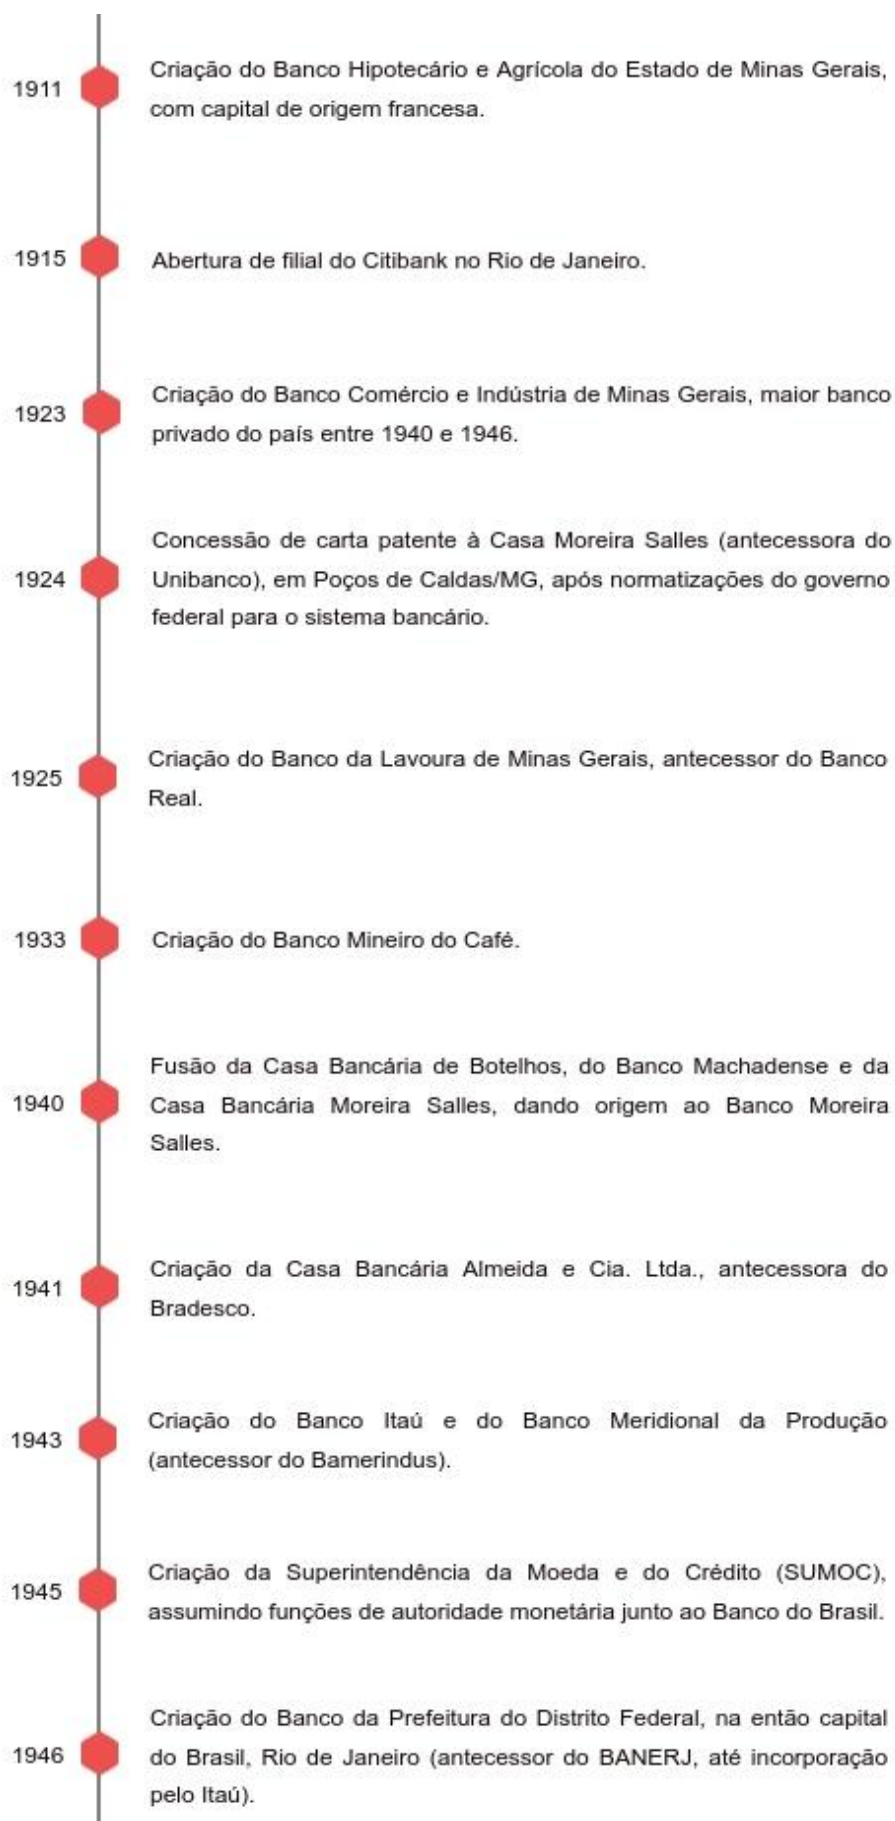 Criação do Banco Hipotecário e Agrícola do Estado de Minas Gerais,
1911
com capital de origem francesa.
1915
Abertura de filial do Citibank no Rio de Janeiro.
Criação do Banco Comércio e Indústria de Minas Gerais, maior banco
1923
privado do país entre 1940 e 1946.
Concessão de carta patente à Casa Moreira Salles (antecessora do
1924
Unibanco), em Poços de Caldas/MG, após normatizações do governo
federal para o sistema bancário.
Criação do Banco da Lavoura de Minas Gerais, antecessor do Banco
1925
Real.
1933
Criação do Banco Mineiro do Café.
Fusão da Casa Bancária de Botelhos, do Banco Machadense e da
1940
Casa Bancária Moreira Salles, dando origem ao Banco Moreira
Salles.
Criação da Casa Bancária Almeida e Cia. Ltda., antecessora do
1941
Bradesco.
Criação do Banco Itaú e do Banco Meridional da Produção
1943
(antecessor do Bamerindus).
Criação da Superintendência da Moeda e do Crédito (SUMOC),
1945
assumindo funções de autoridade monetária junto ao Banco do Brasil.
Criação do Banco da Prefeitura do Distrito Federal, na então capital
1946
do Brasil, Rio de Janeiro (antecessor do BANERJ, até incorporação
pelo Itaú).